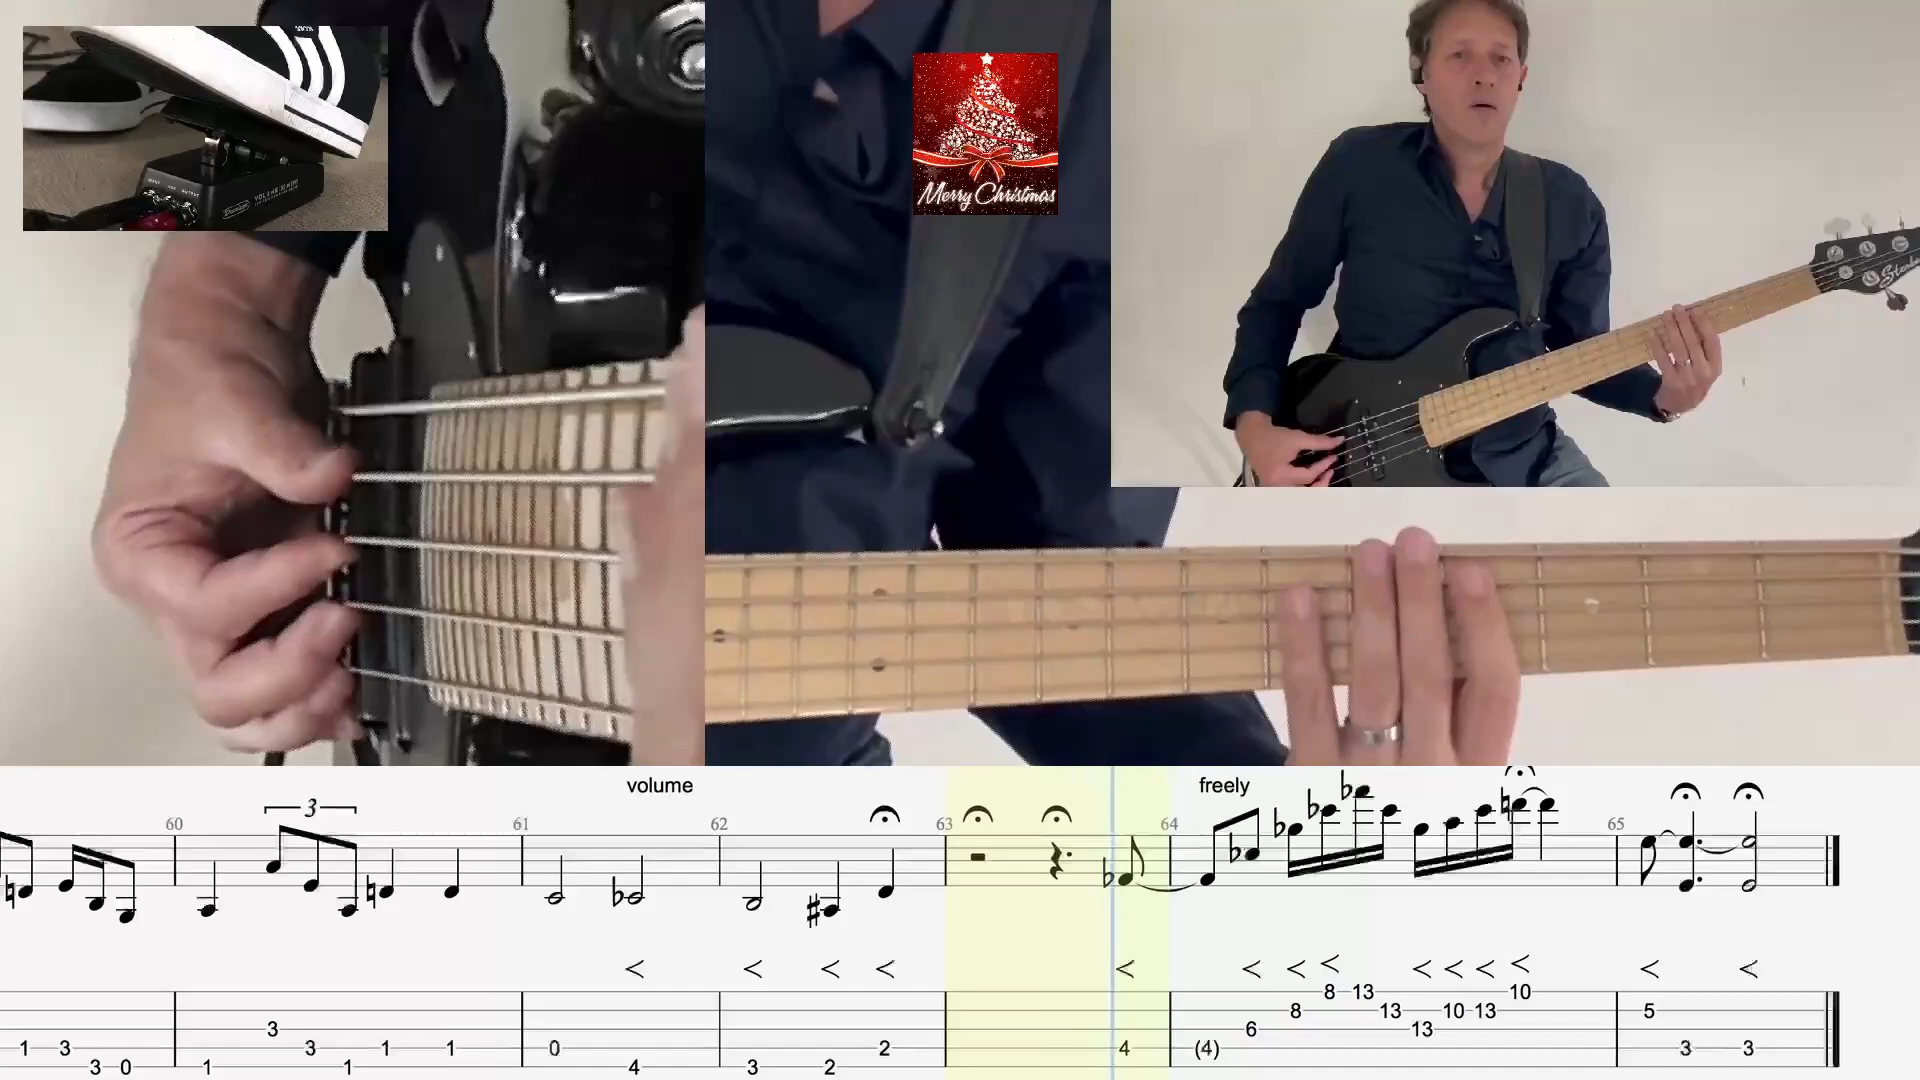 VOLUME
Dunlop
Merry Christmas
volume
freely
60
3
61
62
63
64
65
8 13 10
8 13 10 13 5
3 6 13
1 3 3 1 1 0 2 4 (4) 3 3
3 0 1 1 4 3 2